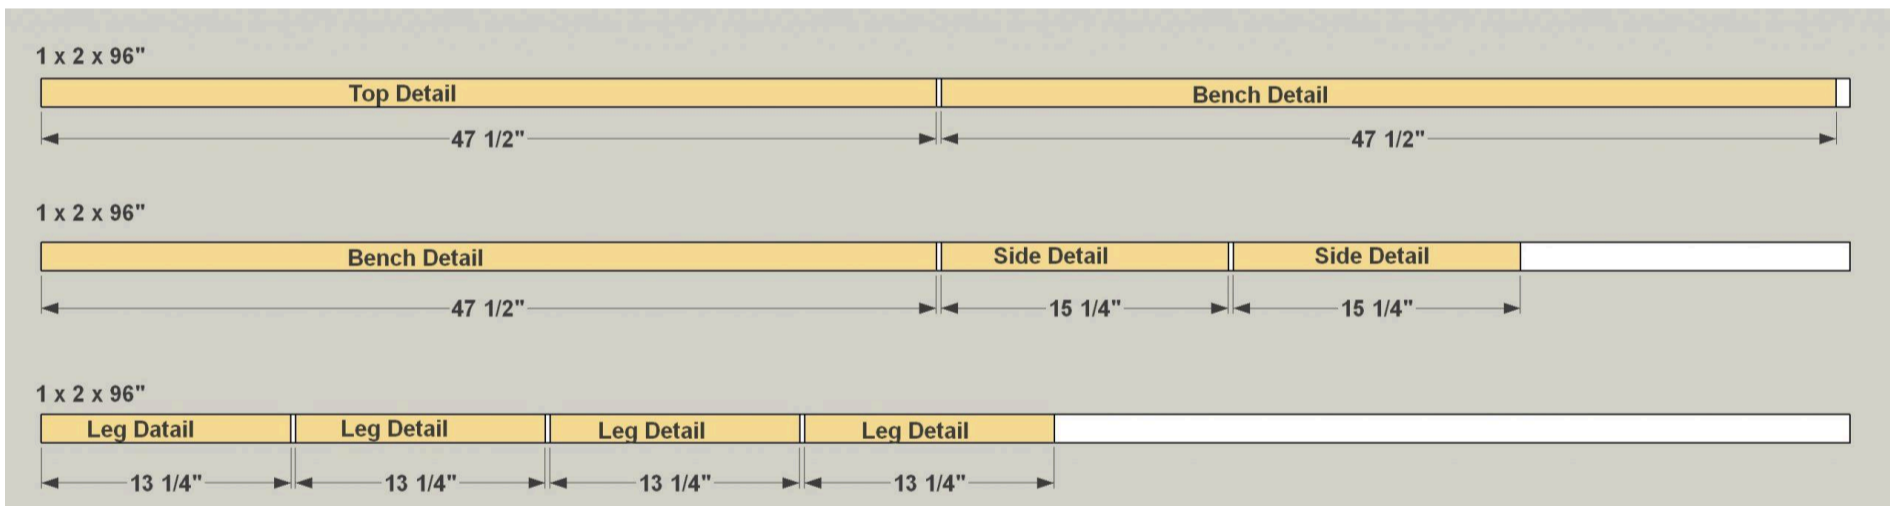 1 x 2 x 96"
Top Detail Bench Detail
47 1/2" 47 1/2"
1 x 2 x 96"
Bench Detail Side Detail Side Detail
47 1/2" 15 1/4" 15 1/4"
1 x 2 x 96"
Leg Datail Leg Detail Leg Detail Leg Detail
13 1/4" 13 1/4" 13 1/4" 13 1/4"